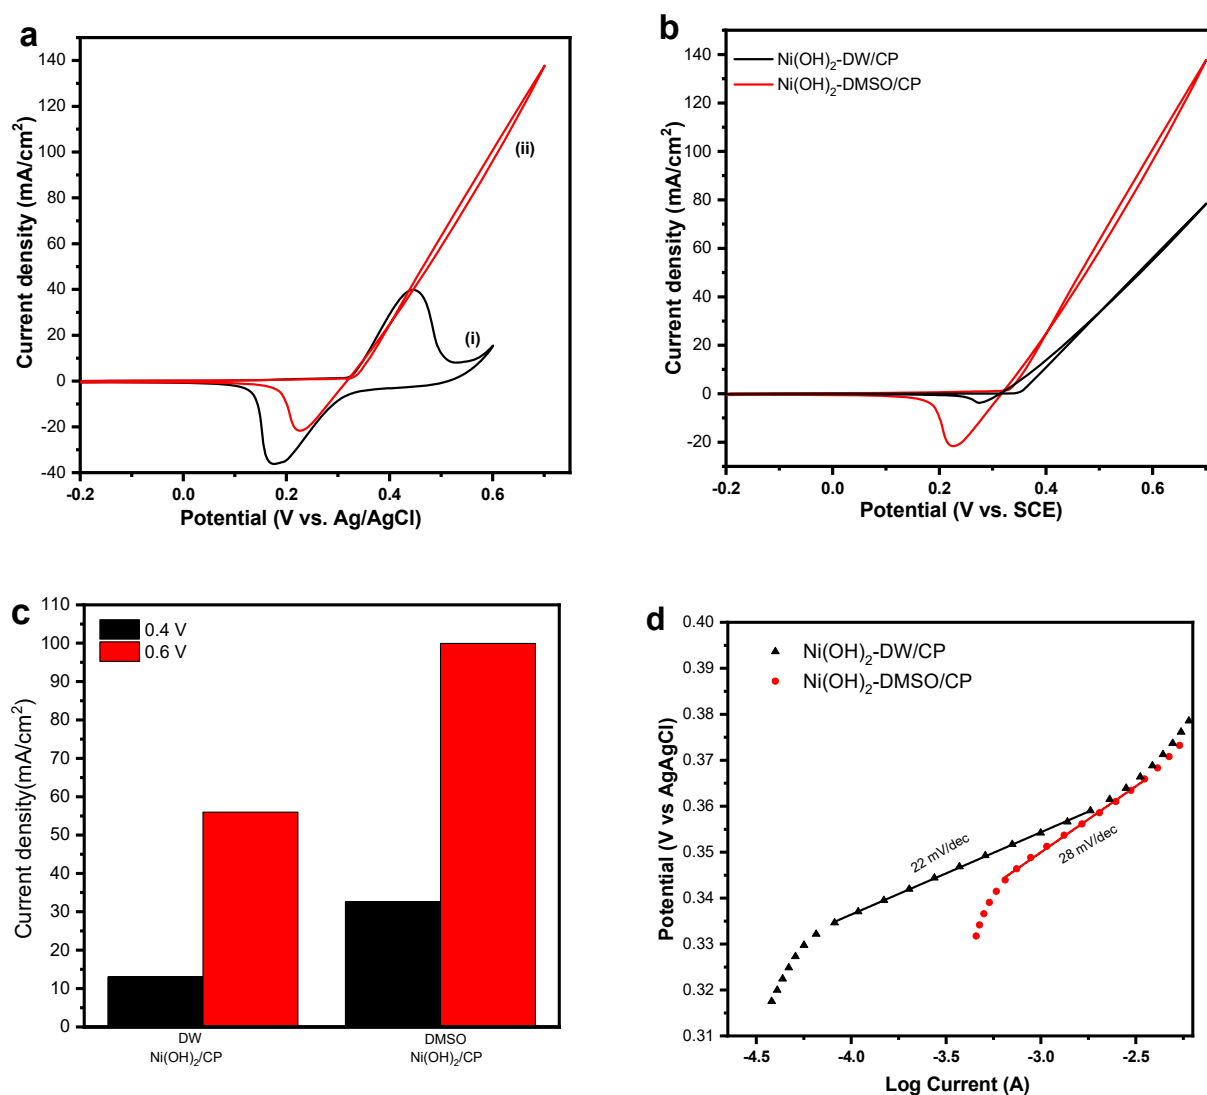 a
140
120
100
80
60
40
20
0
-20
-40
-0.2
0.0
0.2
0.4
0.6
Current density (mA/cm²)
Potential (V vs. Ag/AgCl)
(i)
(ii)
b
Ni(OH)₂-DW/CP
Ni(OH)₂-DMSO/CP
140
120
100
80
60
40
20
0
-20
-0.2
0.0
0.2
0.4
0.6
Current density (mA/cm²)
Potential (V vs. SCE)
c
0.4 V
0.6 V
110
100
90
80
70
60
50
40
30
20
10
0
Current density(mA/cm²)
DW
Ni(OH)₂/CP
DMSO
Ni(OH)₂/CP
d
Ni(OH)₂-DW/CP
Ni(OH)₂-DMSO/CP
0.40
0.39
0.38
0.37
0.36
0.35
0.34
0.33
0.32
0.31
22 mV/dec
28 mV/dec
-4.5
-4.0
-3.5
-3.0
-2.5
Potential (V vs AgAgCl)
Log Current (A)